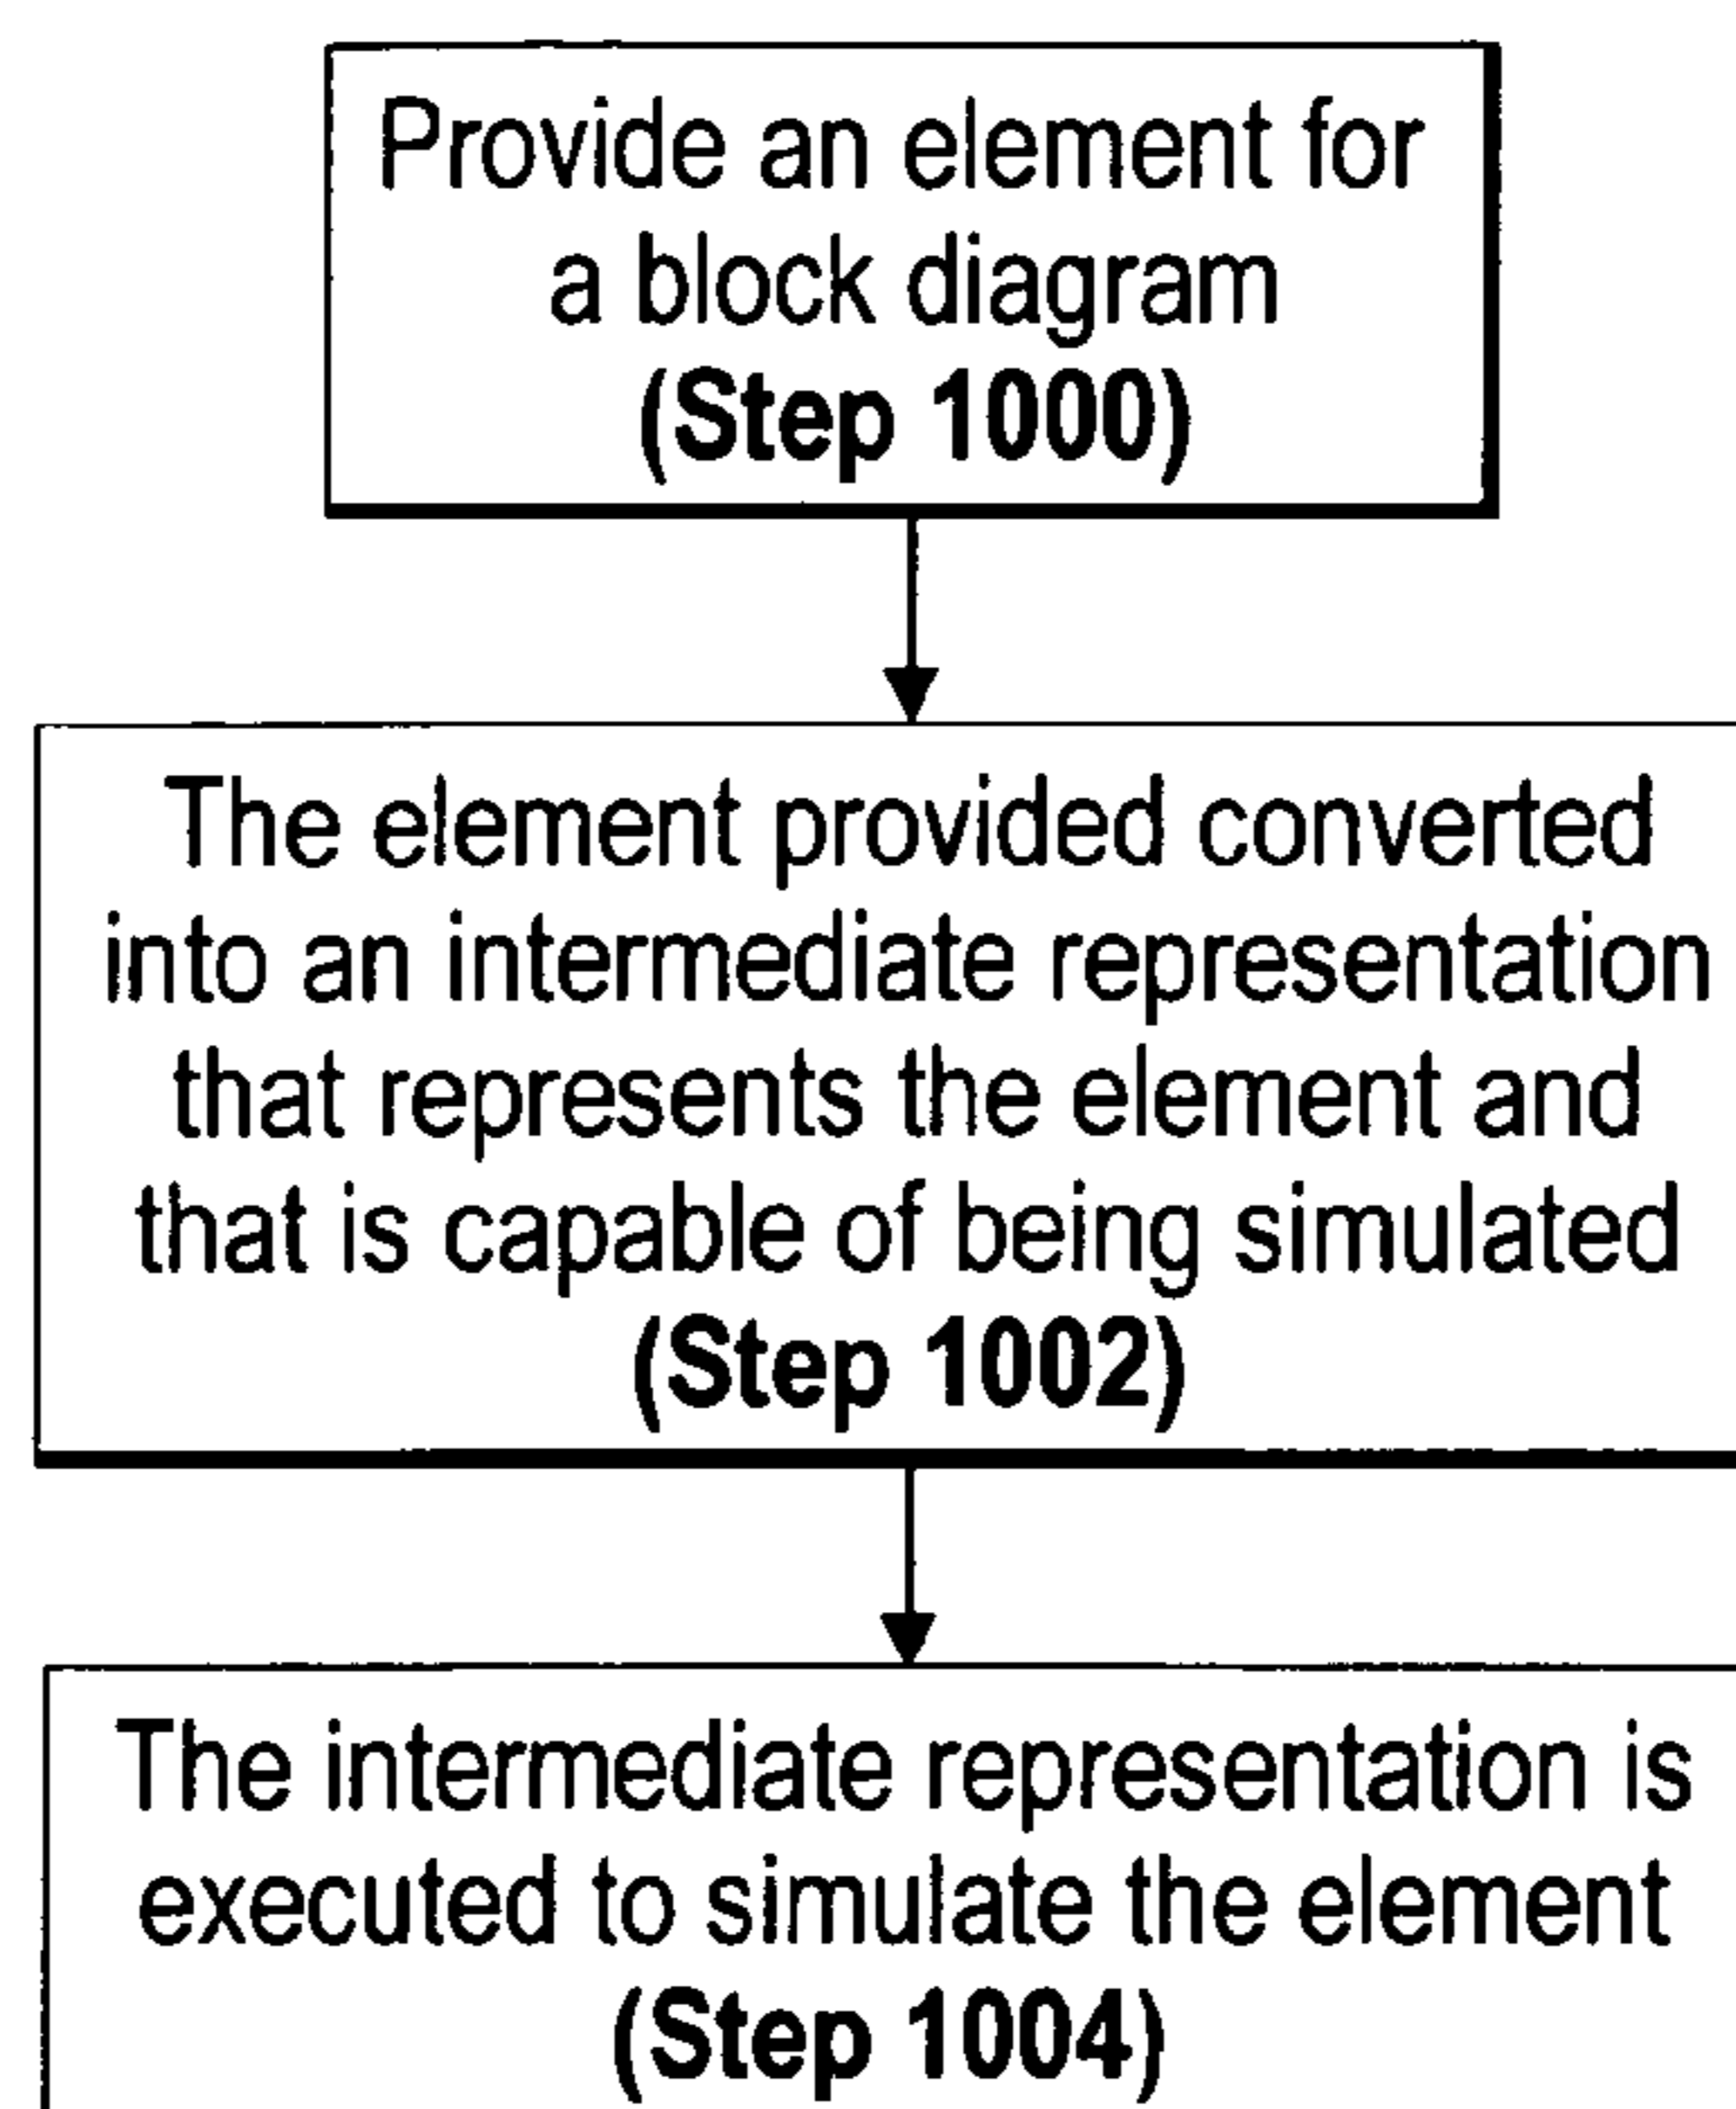 Provide an element for
a block diagram
(Step 1000)
The element provided converted
into an intermediate representation
that represents the element and
that is capable of being simulated
(Step 1002)
The intermediate representation is
executed to simulate the element
(Step 1004)